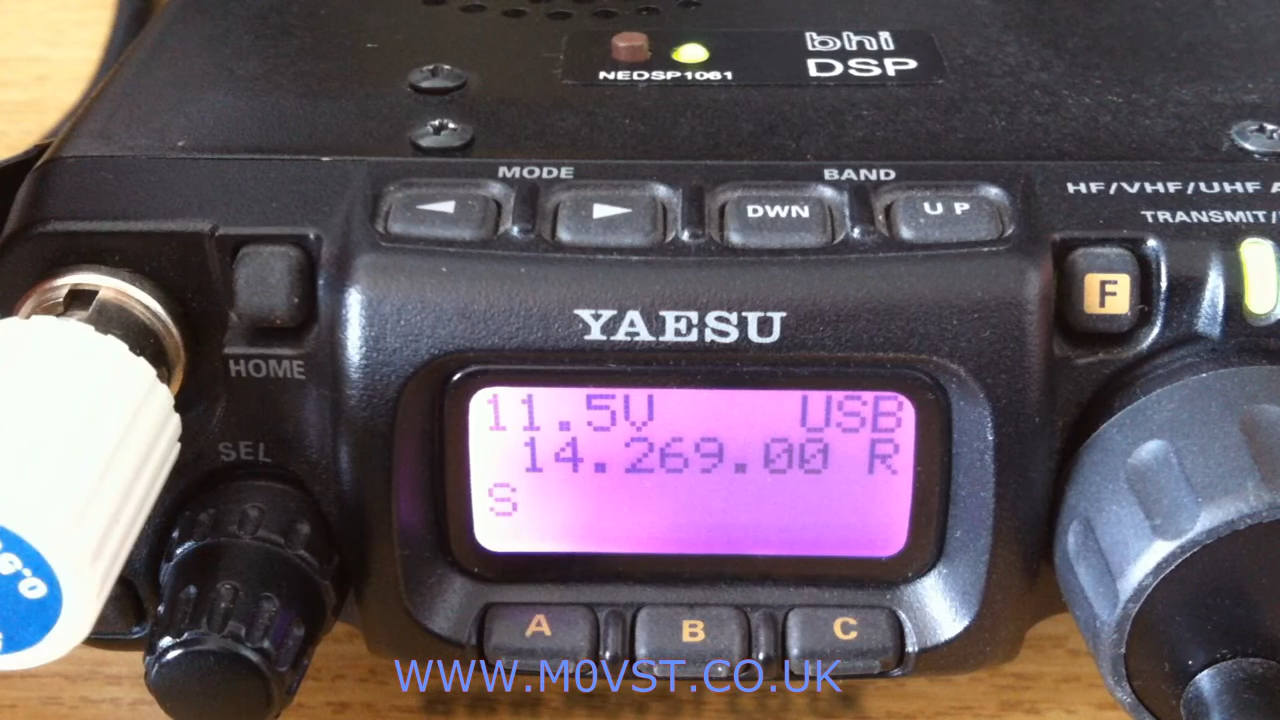 bhi
NEDSP1061 DSP
MODE BAND
DWN UP
HF/VHF/UHF
TRANSMIT/
F
HOME
YAESU
SEL
11.5V USB
14.269.00 R
S
A B C
WWW.M0VST.CO.UK